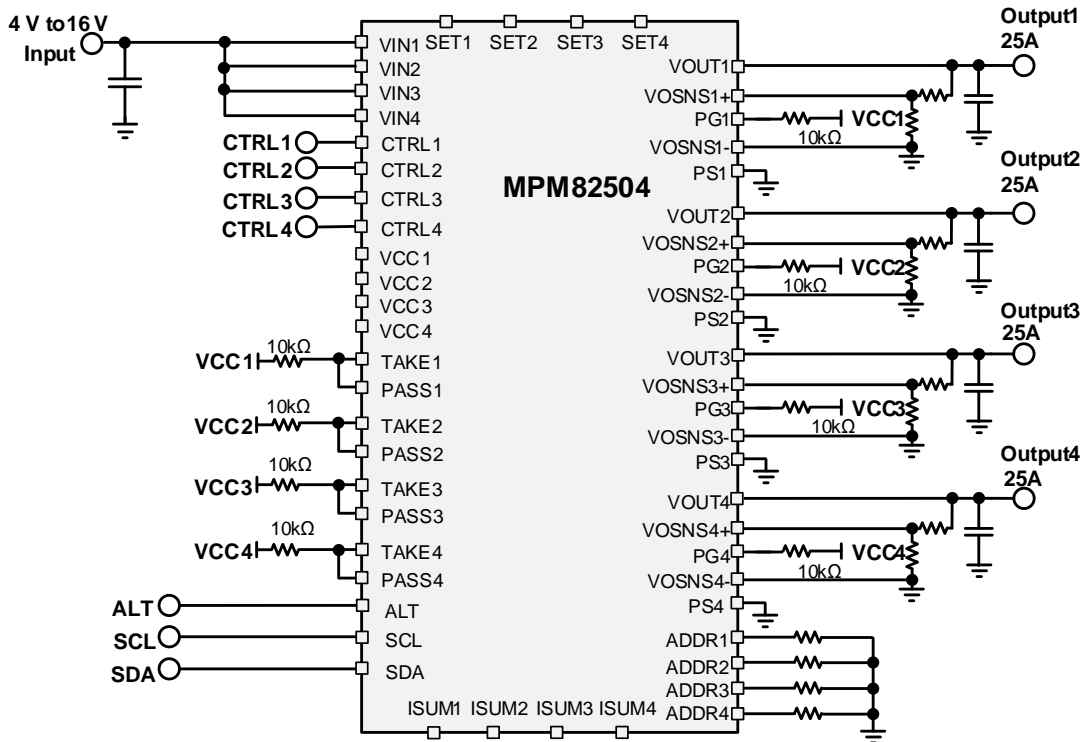 4 V to 16 V
Input
SET1 SET2 SET3 SET4
VIN1
VIN2
VIN3
VIN4
CTRL1 CTRL1
CTRL2 CTRL2
CTRL3 CTRL3
CTRL4 CTRL4
VCC1
VCC2
VCC3
VCC4
10kΩ
VCC1 TAKE1
PASS1
10kΩ
VCC2 TAKE2
PASS2
10kΩ
VCC3 TAKE3
PASS3
10kΩ
VCC4 TAKE4
PASS4
ALT ALT
SCL SCL
SDA SDA
MPM82504
ISUM1 ISUM2 ISUM3 ISUM4
Output1
25A
VOUT1
VOSNS1+
PG1 VCC1
10kΩ
VOSNS1-
PS1
Output2
25A
VOUT2
VOSNS2+
PG2 VCC2
10kΩ
VOSNS2-
PS2
Output3
25A
VOUT3
VOSNS3+
PG3 VCC3
10kΩ
VOSNS3-
PS3
Output4
25A
VOUT4
VOSNS4+
PG4 VCC4
10kΩ
VOSNS4-
PS4
ADDR1
ADDR2
ADDR3
ADDR4